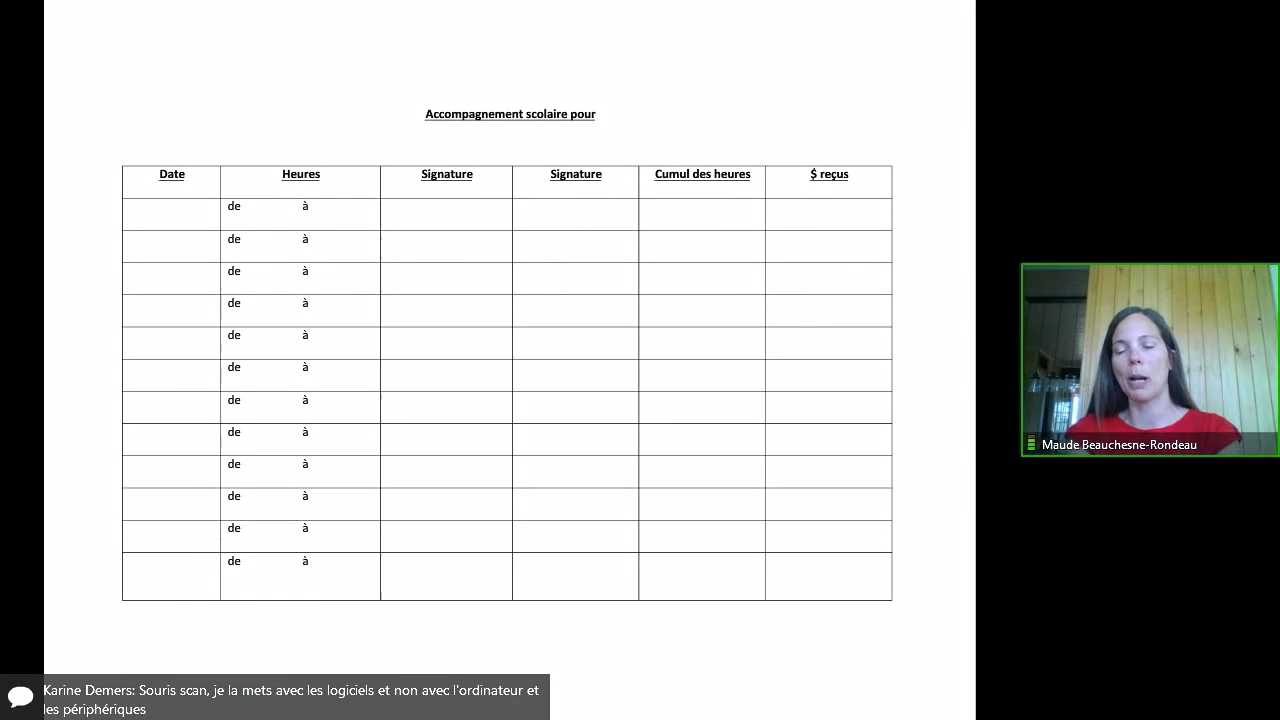 Accompagnement scolaire pour
Date Heures Signature Signature Cumul des heures $ reçus
de à
de à
de à
de à
de à
de à
de à
de à
de à
de à
de à
de à
Maude Beauchesne-Rondeau
Karine Demers: Souris scan, je la mets avec les logiciels et non avec l'ordinateur et
les périphériques